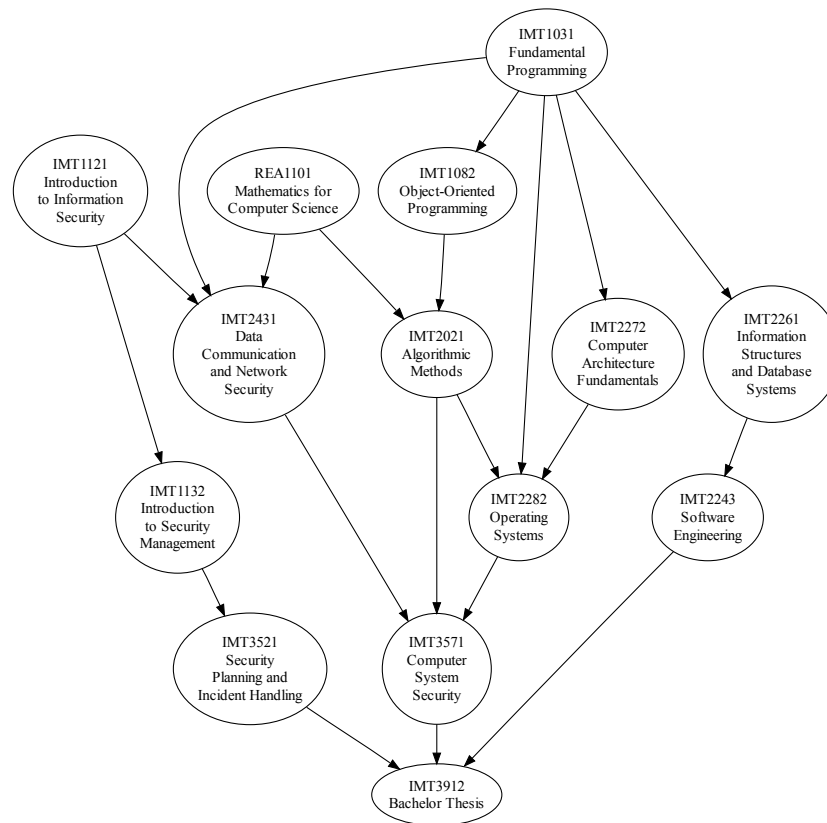 IMT1031
Fundamental
Programming
IMT1121
Introduction
to Information
Security
REA1101
Mathematics for
Computer Science
IMT1082
Object-Oriented
Programming
IMT2431
Data
Communication
and Network
Security
IMT2021
Algorithmic
Methods
IMT2272
Computer
Architecture
Fundamentals
IMT2261
Information
Structures
and Database
Systems
IMT1132
Introduction
to Security
Management
IMT2282
Operating
Systems
IMT2243
Software
Engineering
IMT3521
Security
Planning and
Incident Handling
IMT3571
Computer
System
Security
IMT3912
Bachelor Thesis